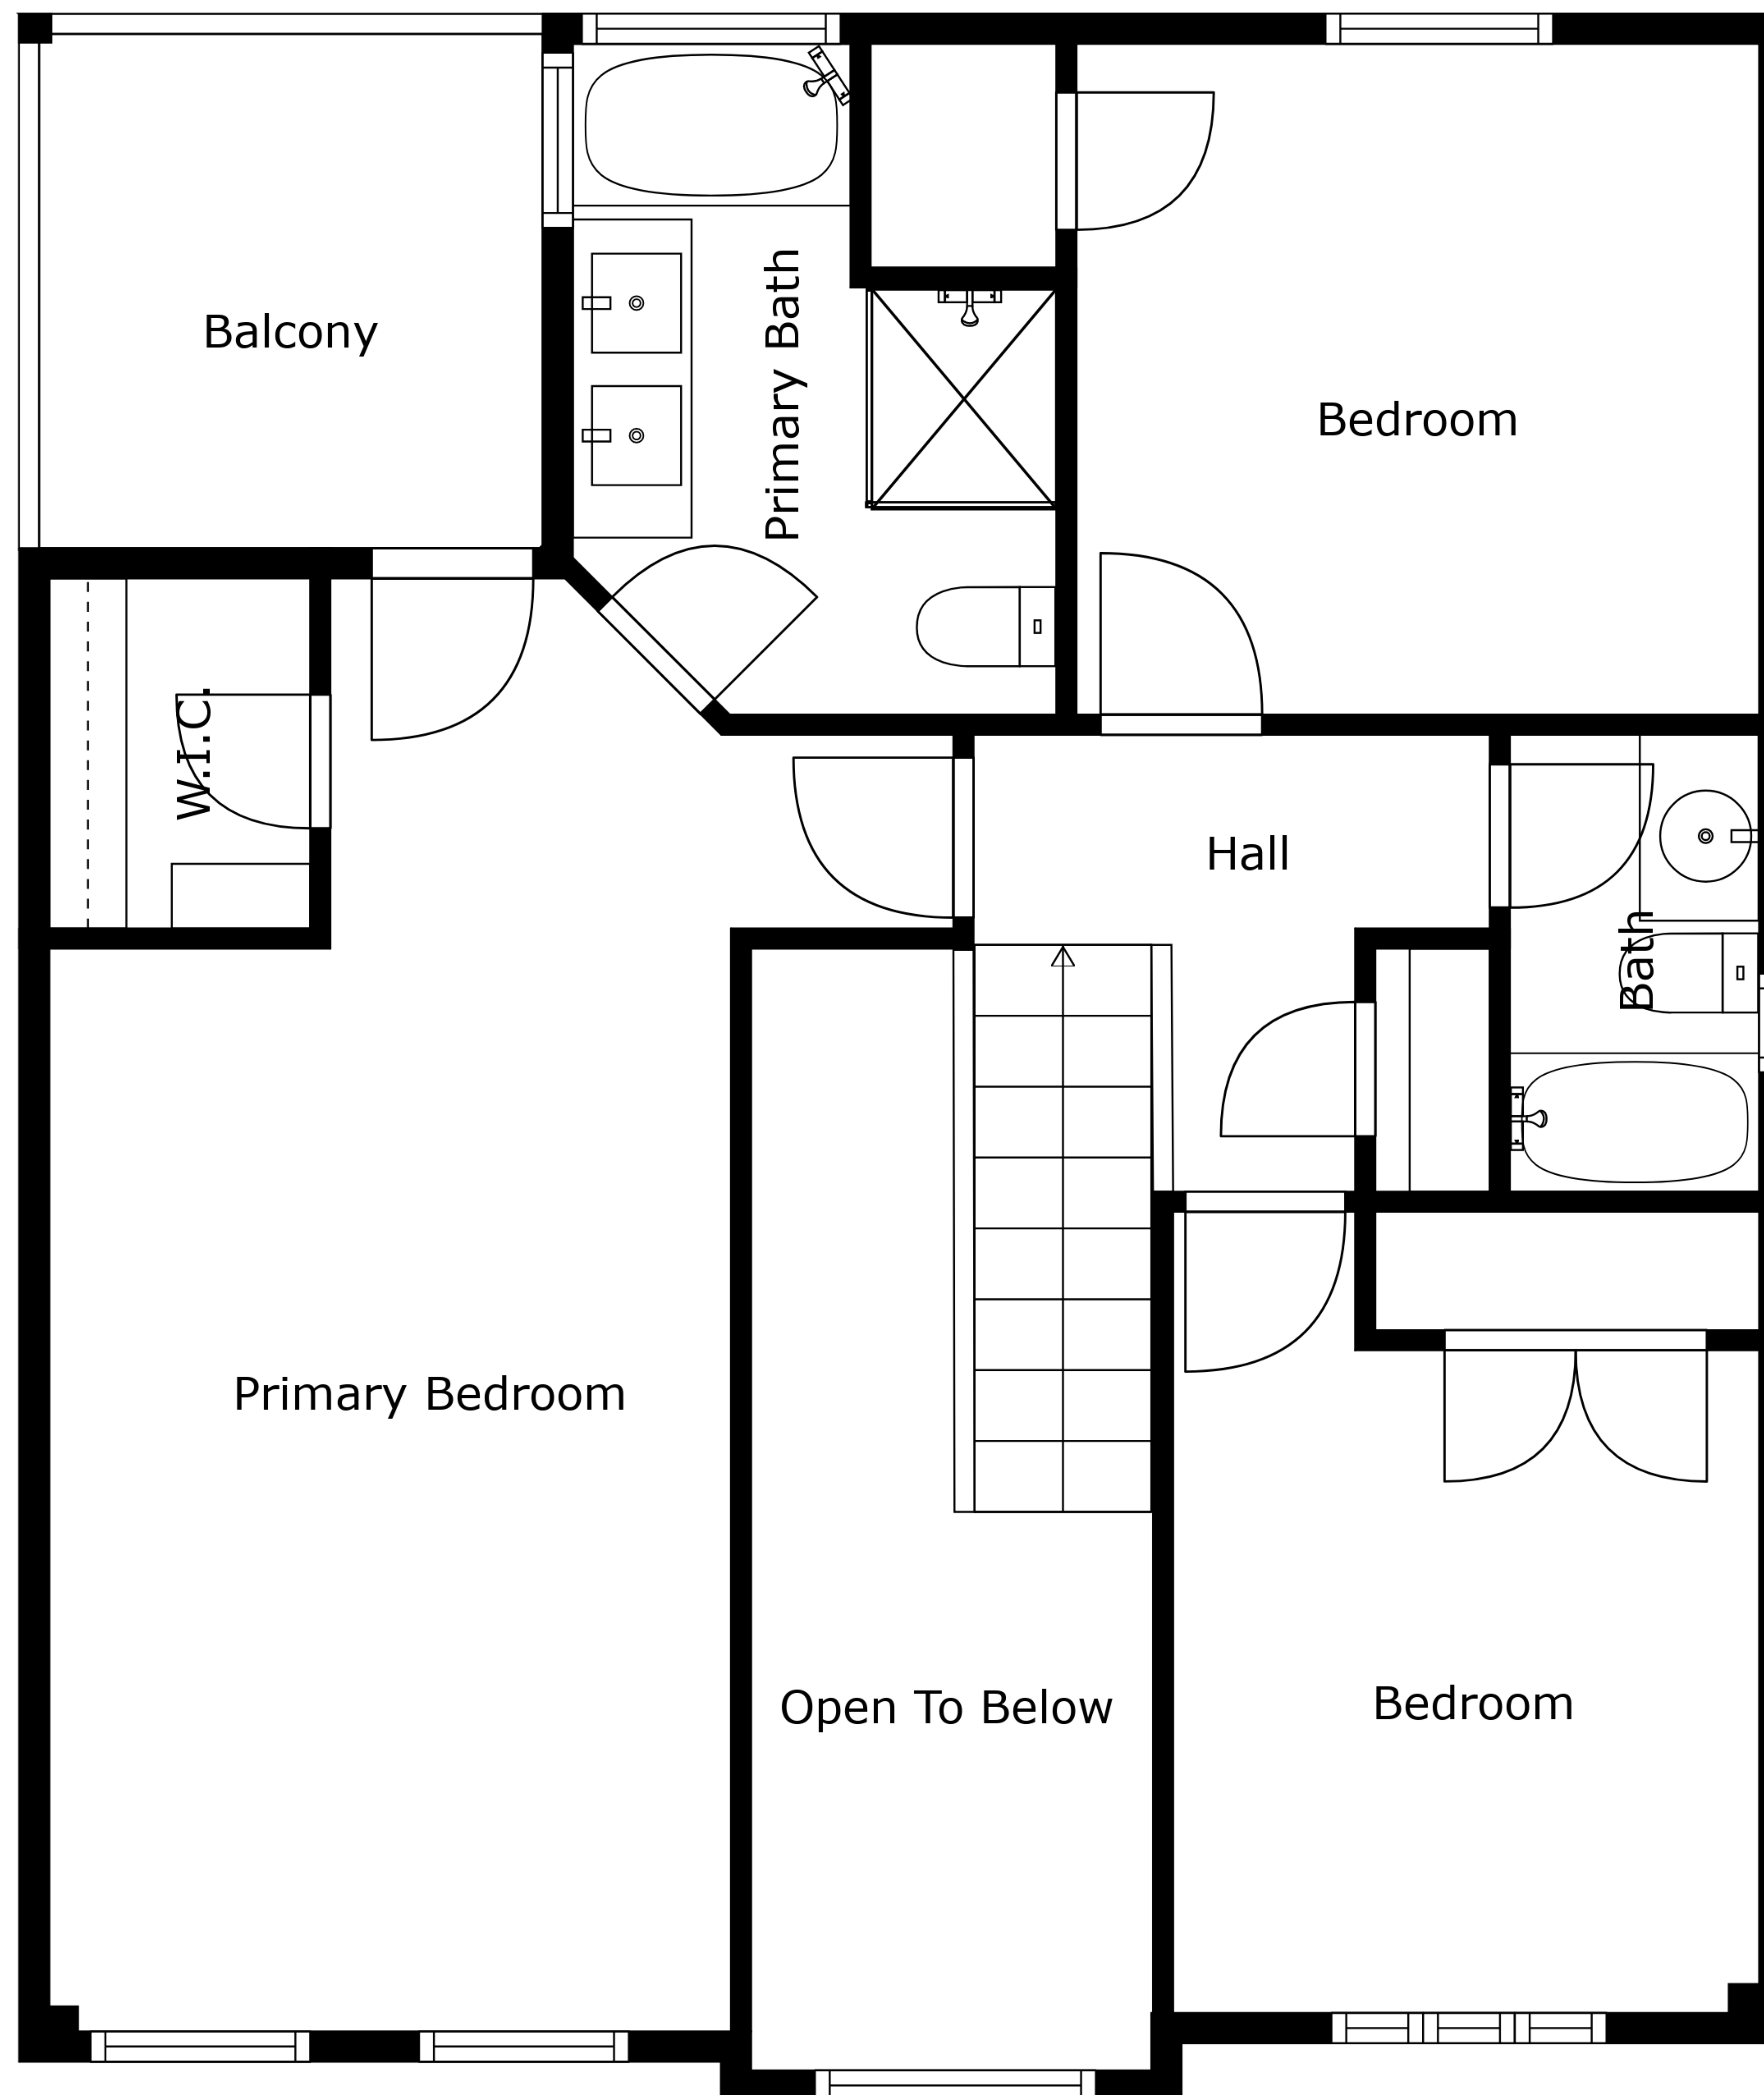 Balcony
Primary Bath
Bedroom
W.I.C.
Hall
Bath
Primary Bedroom
Open To Below
Bedroom